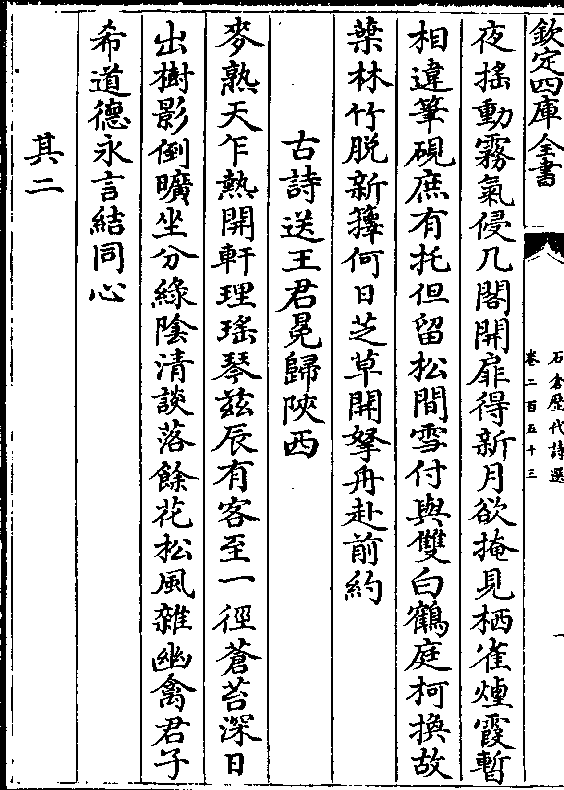 欽定四庫全書
石倉歷代詩選
卷二百五十三
夜搖動霧氣侵几閣開扉得新月欲掩見栖雀煙霞暫
相違筆硯庶有托但留松間雪付與雙白鶴庭柯換故
葉林竹脱新籜何日芝草開拏舟赴前約
古詩送王君冕歸陝西
麥熟天乍熱開軒理瑤琴兹辰有客至一徑蒼苔深日
出樹影倒曠坐分綠陰清談落餘花松風雜幽禽君子
希道德永言結同心
其二